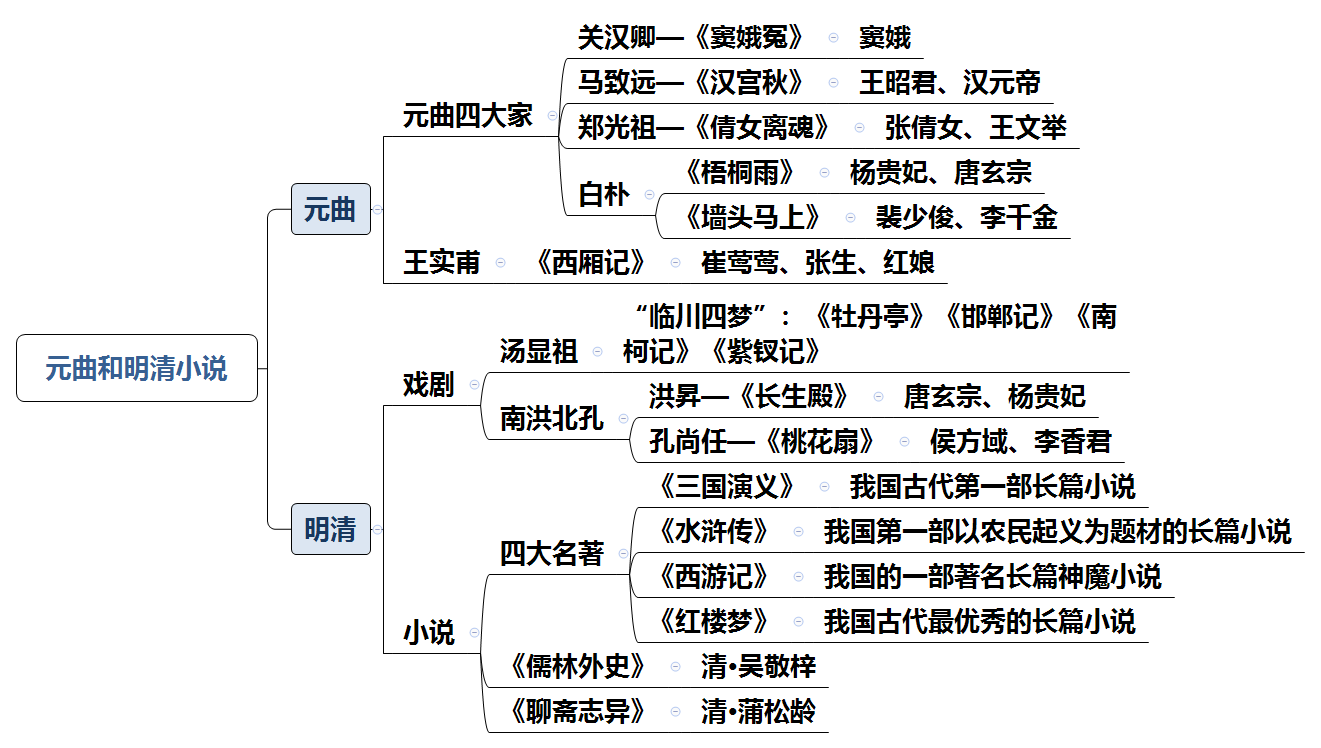 元曲和明清小说
元曲
元曲四大家
关汉卿—《窦娥冤》 窦娥
马致远—《汉宫秋》 王昭君、汉元帝
郑光祖—《倩女离魂》 张倩女、王文举
白朴
《梧桐雨》 杨贵妃、唐玄宗
《墙头马上》 裴少俊、李千金
王实甫 《西厢记》 崔莺莺、张生、红娘
明清
戏剧
汤显祖
“临川四梦”：《牡丹亭》《邯郸记》《南
柯记》《紫钗记》
南洪北孔
洪昇—《长生殿》 唐玄宗、杨贵妃
孔尚任—《桃花扇》 侯方域、李香君
小说
四大名著
《三国演义》 我国古代第一部长篇小说
《水浒传》 我国第一部以农民起义为题材的长篇小说
《西游记》 我国的一部著名长篇神魔小说
《红楼梦》 我国古代最优秀的长篇小说
《儒林外史》 清·吴敬梓
《聊斋志异》 清·蒲松龄